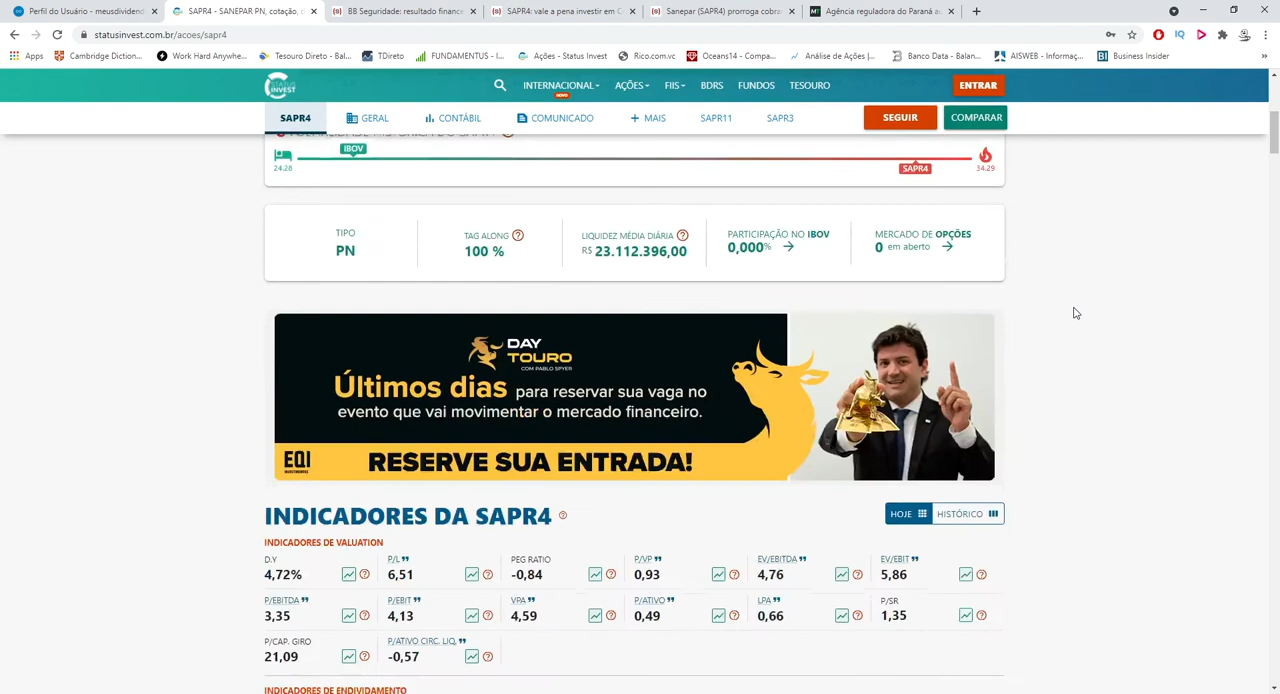 Perfil do Usuário - meusdividend
SAPR4 - SANEPAR PN, cotação, d
BB Seguridade: resultado finance
SAPR4: vale a pena investir em C
Sanepar (SAPR4) prorroga cobra
Agência reguladora do Paraná au
statusinvest.com.br/acoes/sapr4
Apps
Cambridge Diction...
Work Hard Anywhe...
Tesouro Direto - Bal...
TDireto
FUNDAMENTUS - I...
Ações - Status Invest
Rico.com.vc
Oceans14 - Compa...
Análise de Ações |...
Banco Data - Balan...
AISWEB - Informaç...
Business Insider
STATUS
INVEST
INTERNACIONAL
NOVO
AÇÕES
FIIS
BDRS
FUNDOS
TESOURO
ENTRAR
SAPR4
GERAL
CONTÁBIL
COMUNICADO
MAIS
SAPR11
SAPR3
SEGUIR
COMPARAR
IBOV
24.28
SAPR4
34.29
TIPO
PN
TAG ALONG
100 %
LIQUIDEZ MÉDIA DIÁRIA
R$ 23.112.396,00
PARTICIPAÇÃO NO IBOV
0,000%
MERCADO DE OPÇÕES
0 em aberto
DAY
TOURO
COM PABLO SPYER
Últimos dias para reservar sua vaga no
evento que vai movimentar o mercado financeiro.
EQI
INVESTIMENTOS
RESERVE SUA ENTRADA!
INDICADORES DA SAPR4
HOJE
HISTÓRICO
INDICADORES DE VALUATION
D.Y
4,72%
P/L
6,51
PEG RATIO
-0,84
P/VP
0,93
EV/EBITDA
4,76
EV/EBIT
5,86
P/EBITDA
3,35
P/EBIT
4,13
VPA
4,59
P/ATIVO
0,49
LPA
0,66
P/SR
1,35
P/CAP. GIRO
21,09
P/ATIVO CIRC. LIQ.
-0,57
INDICADORES DE ENDIVIDAMENTO